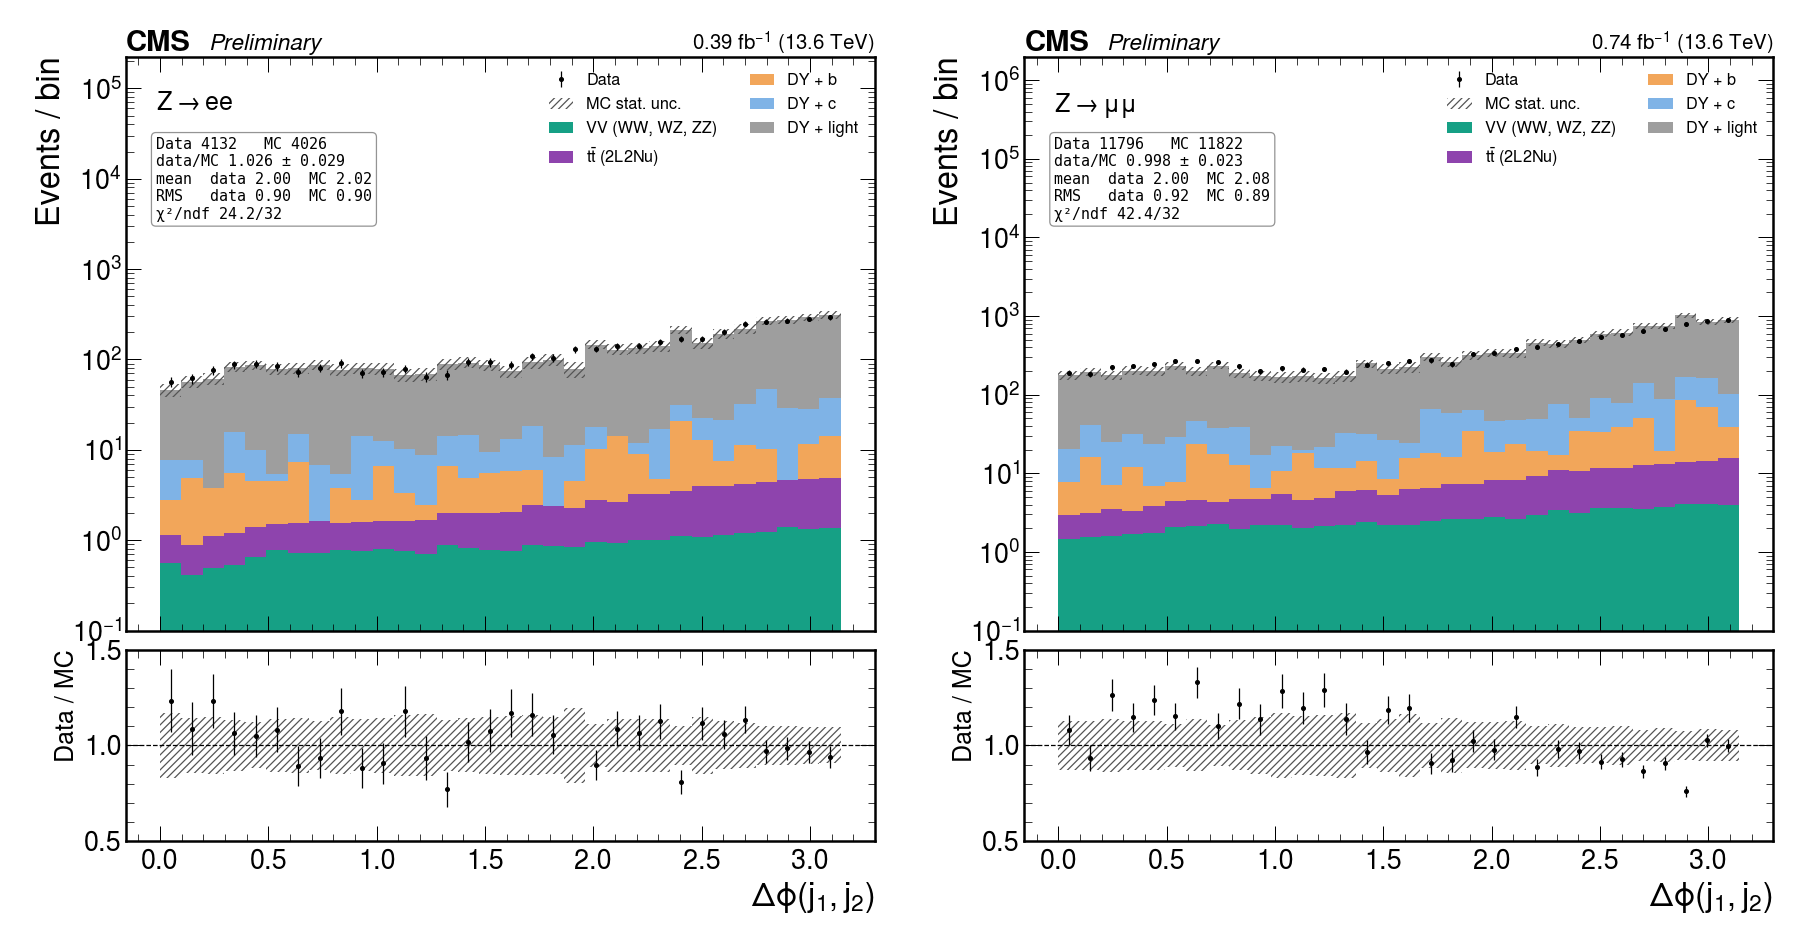 CMS Preliminary 0.39 fb⁻¹ (13.6 TeV)
Events / bin
10⁵
10⁴
10³
10²
10¹
10⁰
10⁻¹
Z→ee
Data 4132   MC 4026
data/MC 1.026 ± 0.029
mean  data 2.00  MC 2.02
RMS   data 0.90  MC 0.90
χ²/ndf 24.2/32
Data
MC stat. unc.
VV (WW, WZ, ZZ)
tt̄ (2L2Nu)
DY + b
DY + c
DY + light
Data / MC
1.5
1.0
0.5
0.0 0.5 1.0 1.5 2.0 2.5 3.0
Δϕ(j₁, j₂)
CMS Preliminary 0.74 fb⁻¹ (13.6 TeV)
Events / bin
10⁶
10⁵
10⁴
10³
10²
10¹
10⁰
10⁻¹
Z→μμ
Data 11796   MC 11822
data/MC 0.998 ± 0.023
mean  data 2.00  MC 2.08
RMS   data 0.92  MC 0.89
χ²/ndf 42.4/32
Data
MC stat. unc.
VV (WW, WZ, ZZ)
tt̄ (2L2Nu)
DY + b
DY + c
DY + light
Data / MC
1.5
1.0
0.5
0.0 0.5 1.0 1.5 2.0 2.5 3.0
Δϕ(j₁, j₂)